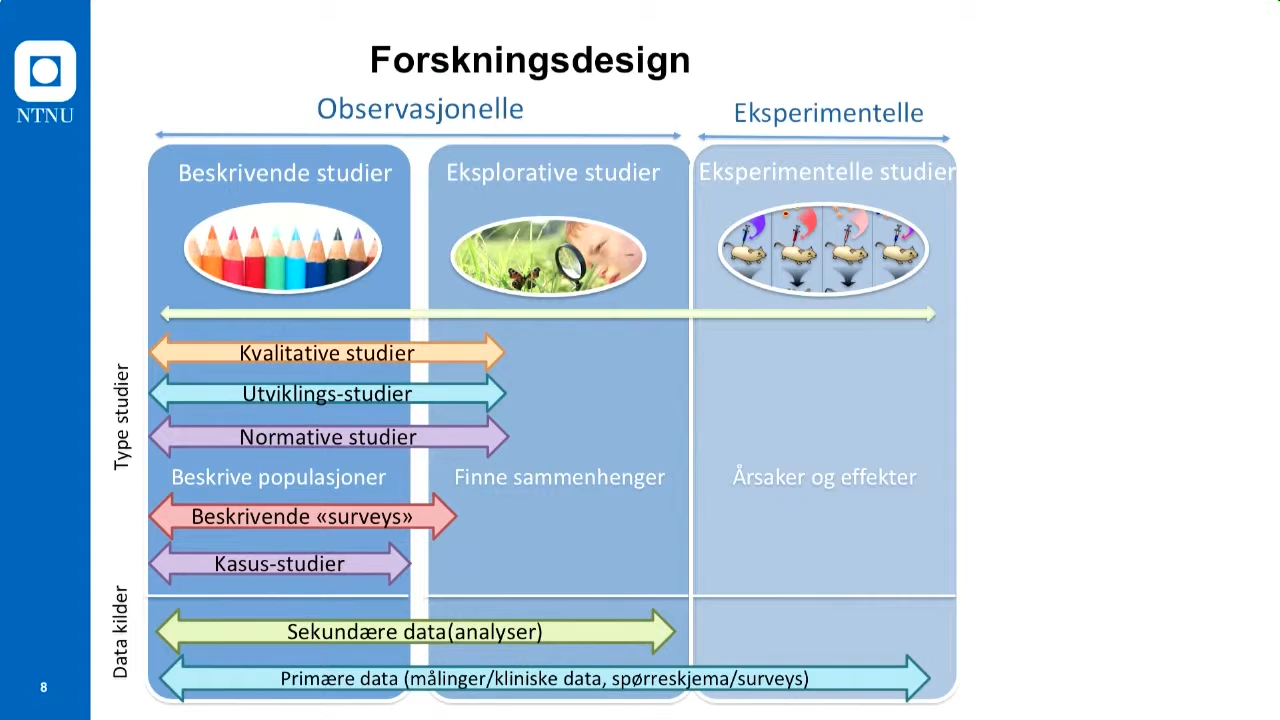 Forskningsdesign
NTNU
Observasjonelle
Eksperimentelle
Beskrivende studier
Eksplorative studier
Eksperimentelle studier
Type studier
Kvalitative studier
Utviklings-studier
Normative studier
Beskrive populasjoner
Finne sammenhenger
Årsaker og effekter
Beskrivende «surveys»
Kasus-studier
Data kilder
Sekundære data(analyser)
Primære data (målinger/kliniske data, spørreskjema/surveys)
8